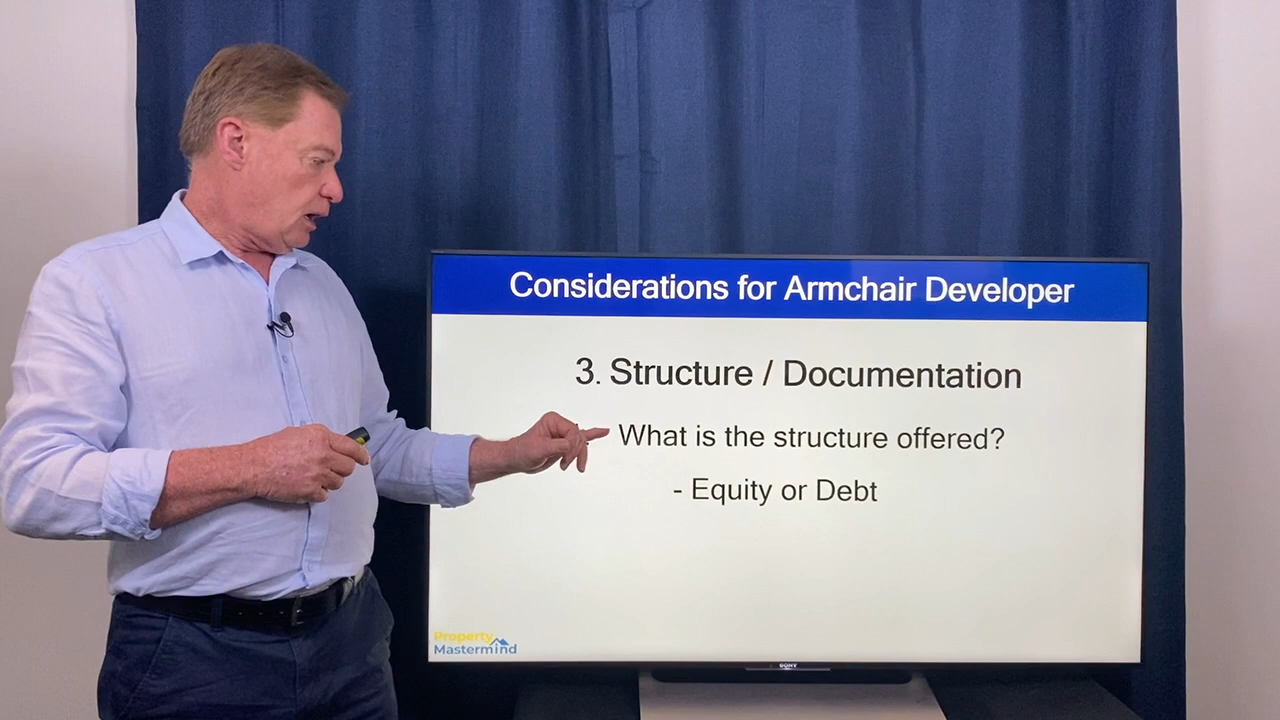 Considerations for Armchair Developer
3. Structure / Documentation
What is the structure offered?
- Equity or Debt
Property
Mastermind
SONY